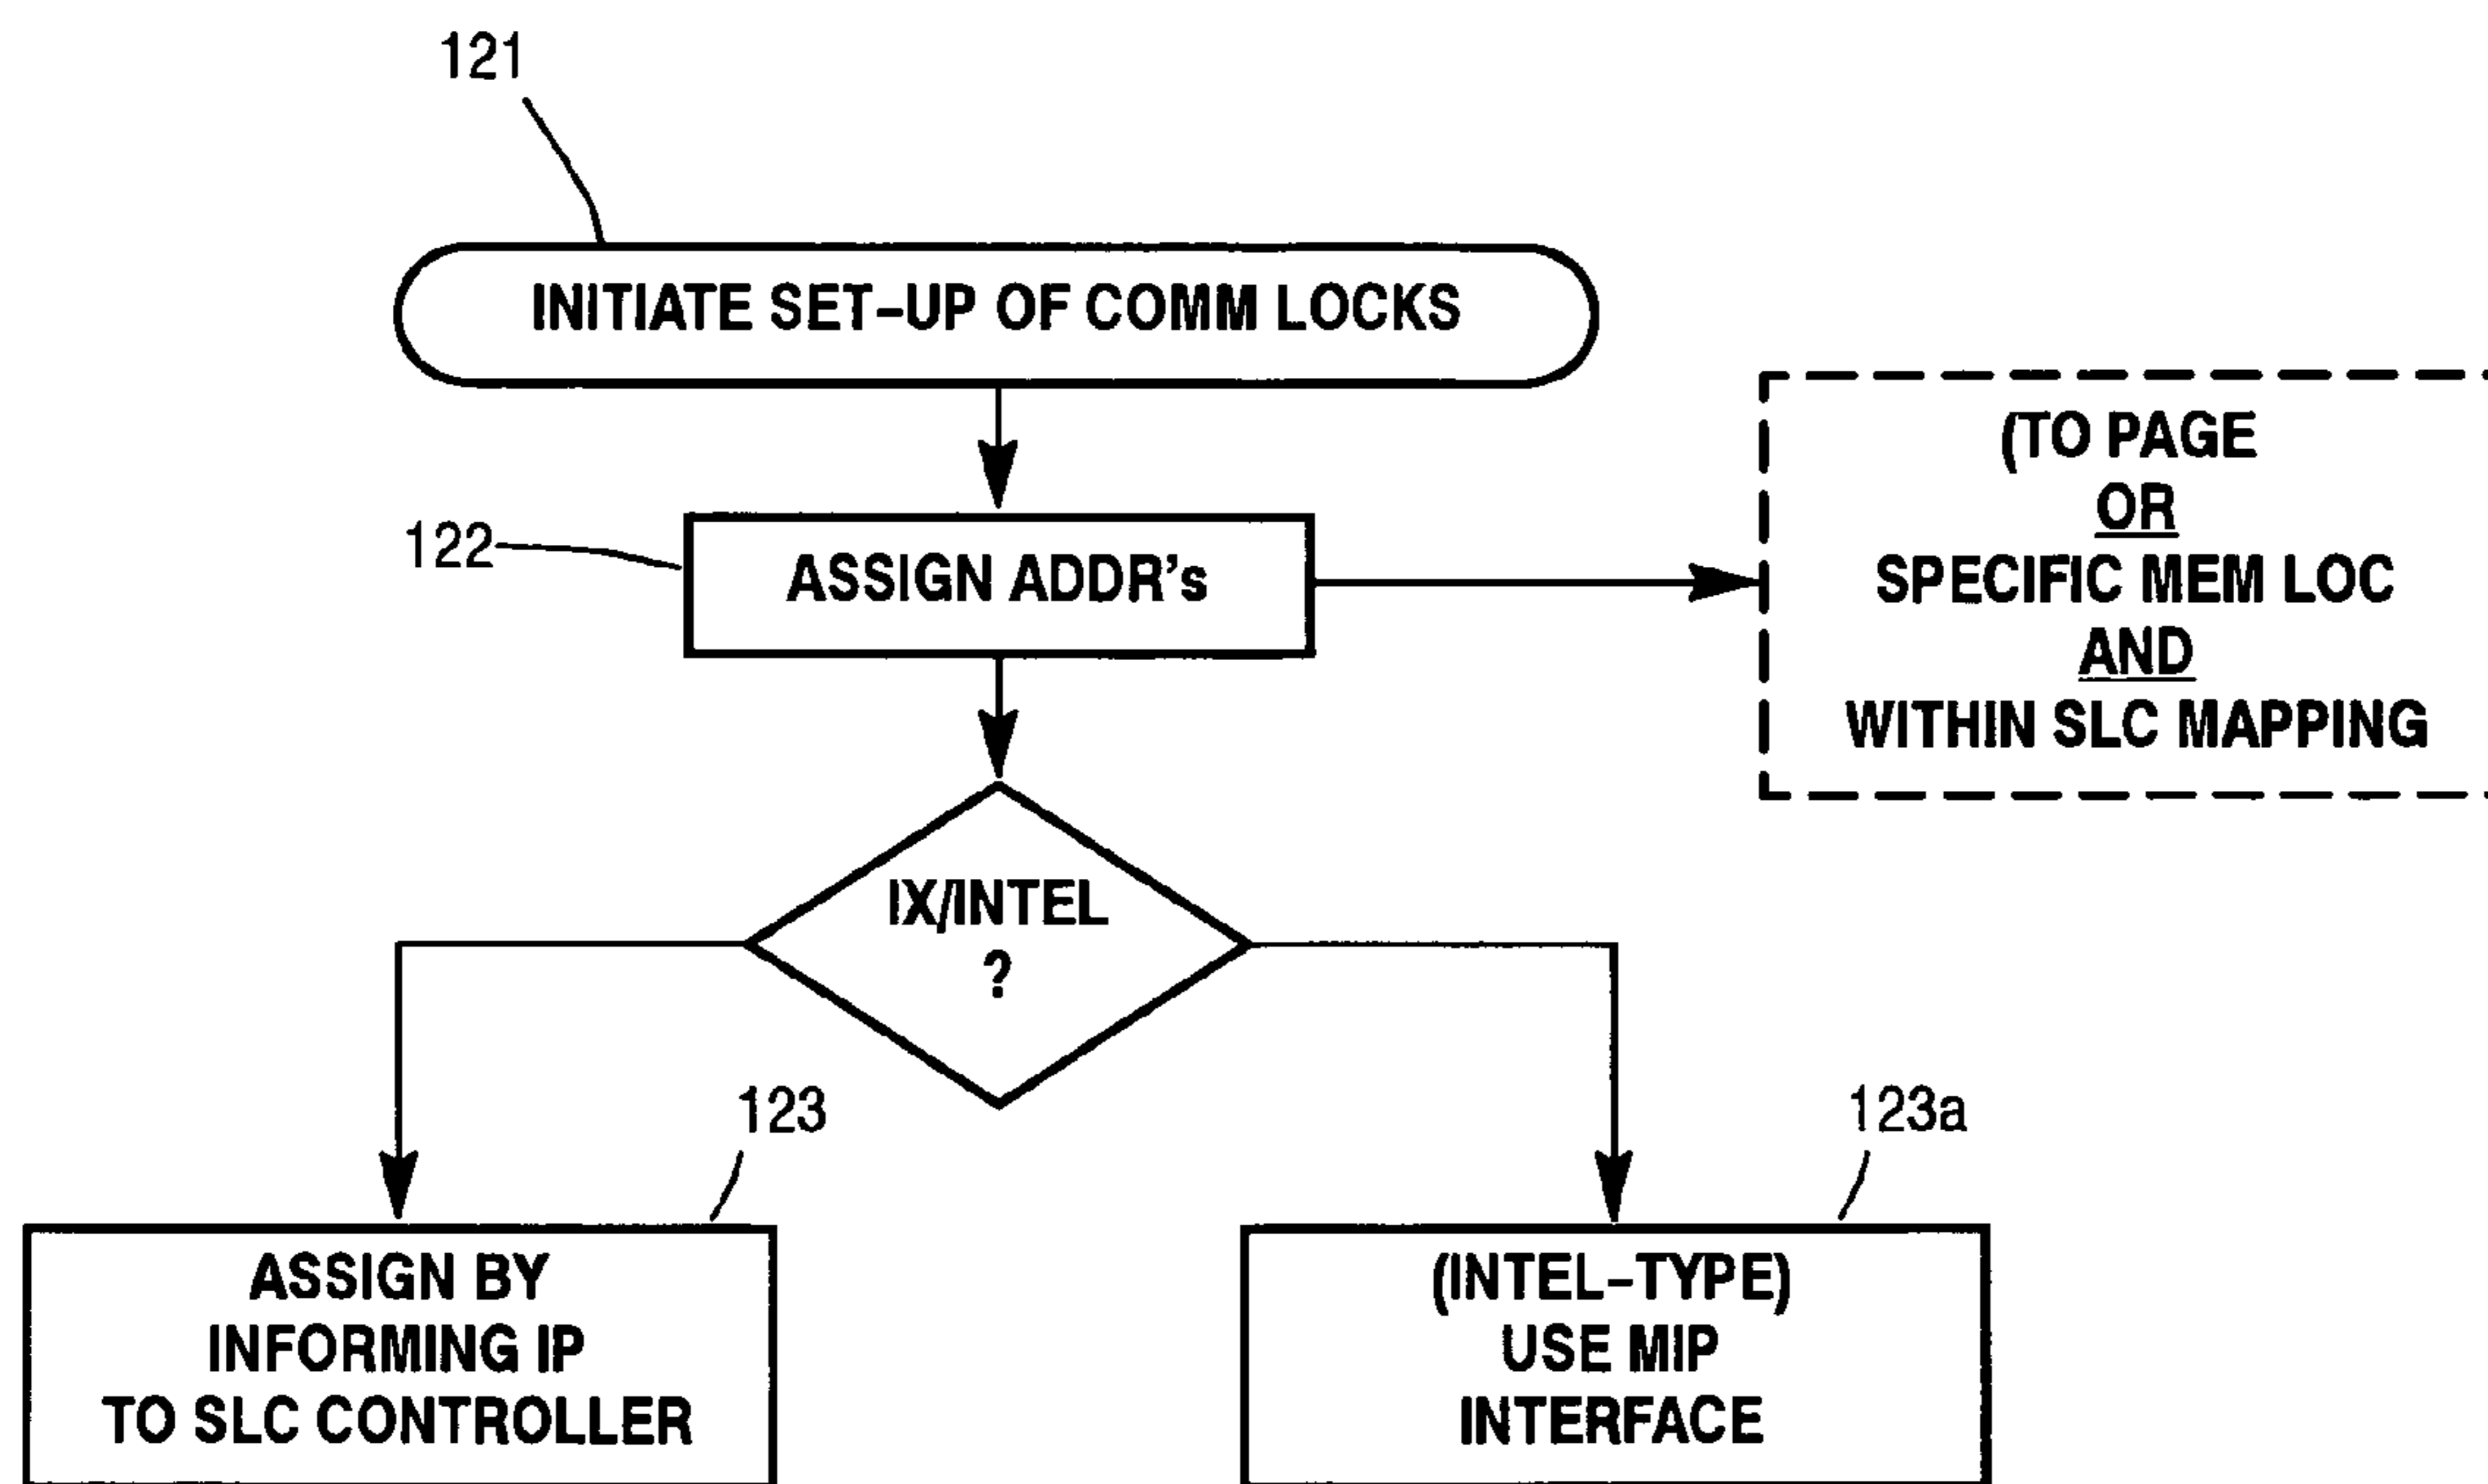 121
INITIATE SET-UP OF COMM LOCKS
122
ASSIGN ADDR's
(TO PAGE
OR
SPECIFIC MEM LOC
AND
WITHIN SLC MAPPING
IX/INTEL
?
123
ASSIGN BY
INFORMING IP
TO SLC CONTROLLER
123a
(INTEL-TYPE)
USE MIP
INTERFACE